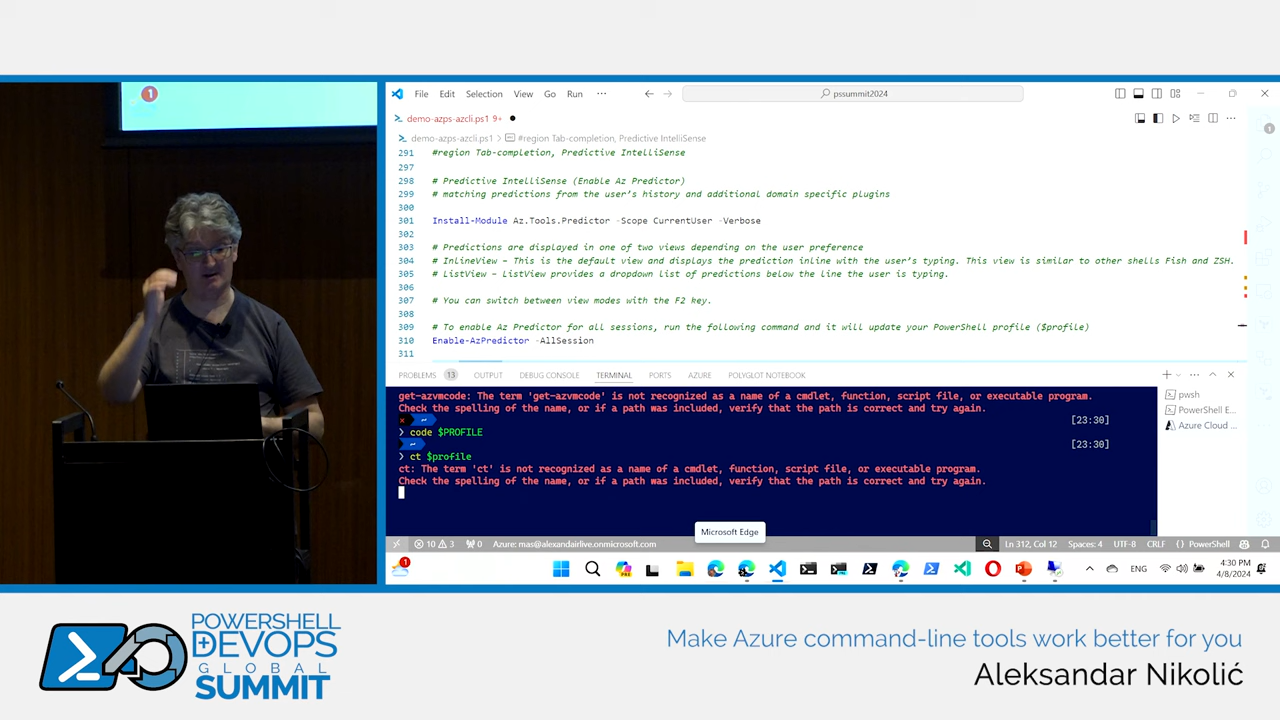 1
File Edit Selection View Go Run ··· pssummit2024
demo-azps-azcli.ps1 9+
demo-azps-azcli.ps1 > #region Tab-completion, Predictive IntelliSense
291 #region Tab-completion, Predictive IntelliSense
297
298 # Predictive IntelliSense (Enable Az Predictor)
299 # matching predictions from the user's history and additional domain specific plugins
300
301 Install-Module Az.Tools.Predictor -Scope CurrentUser -Verbose
302
303 # Predictions are displayed in one of two views depending on the user preference
304 # InlineView – This is the default view and displays the prediction inline with the user's typing. This view is similar to other shells Fish and ZSH.
305 # ListView – ListView provides a dropdown list of predictions below the line the user is typing.
306
307 # You can switch between view modes with the F2 key.
308
309 # To enable Az Predictor for all sessions, run the following command and it will update your PowerShell profile ($profile)
310 Enable-AzPredictor -AllSession
311
PROBLEMS 13 OUTPUT DEBUG CONSOLE TERMINAL PORTS AZURE POLYGLOT NOTEBOOK
get-azvmcode: The term 'get-azvmcode' is not recognized as a name of a cmdlet, function, script file, or executable program.
Check the spelling of the name, or if a path was included, verify that the path is correct and try again.
~ [23:30]
❯ code $PROFILE
~ [23:30]
❯ ct $profile
ct: The term 'ct' is not recognized as a name of a cmdlet, function, script file, or executable program.
Check the spelling of the name, or if a path was included, verify that the path is correct and try again.
pwsh
PowerShell E...
Azure Cloud ...
Microsoft Edge
10 3 0 Azure: mas@alexandairlive.onmicrosoft.com Ln 312, Col 12 Spaces: 4 UTF-8 CRLF {} PowerShell
1 ENG 4:30 PM
4/8/2024
POWERSHELL
+DEVOPS
GLOBAL
SUMMIT
Make Azure command-line tools work better for you
Aleksandar Nikolić